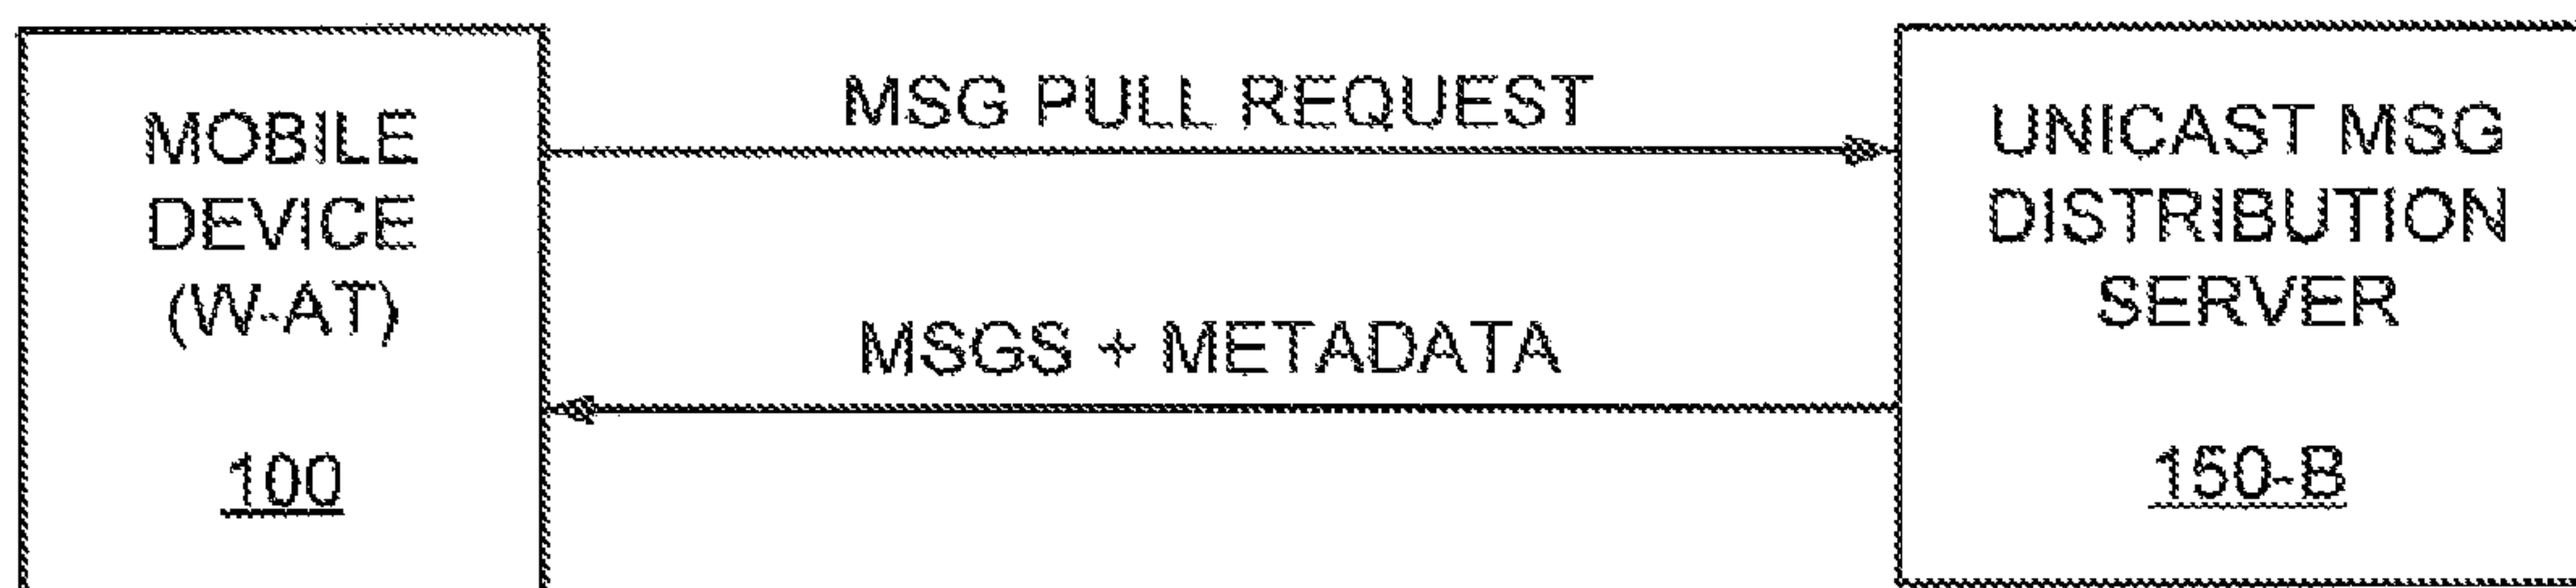 MOBILE
DEVICE
(W-AT)
100
MSG PULL REQUEST
MSGS + METADATA
UNICAST MSG
DISTRIBUTION
SERVER
150-B